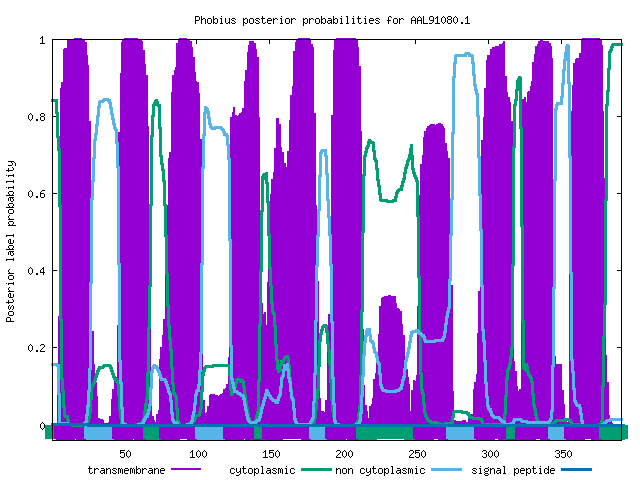 Phobius posterior probabilities for AAL91080.1
1
0.8
0.6
0.4
0.2
0
Posterior label probability
50 100 150 200 250 300 350
transmembrane cytoplasmic non cytoplasmic signal peptide